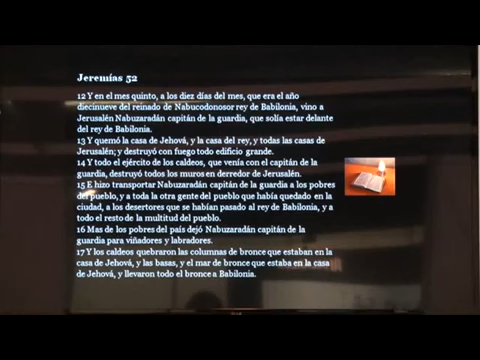 Jeremías 52
12 Y en el mes quinto, a los diez días del mes, que era el año
diecinueve del reinado de Nabucodonosor rey de Babilonia, vino a
Jerusalén Nabuzaradán capitán de la guardia, que solía estar delante
del rey de Babilonia.
13 Y quemó la casa de Jehová, y la casa del rey, y todas las casas de
Jerusalén; y destruyó con fuego todo edificio grande.
14 Y todo el ejército de los caldeos, que venía con el capitán de la
guardia, destruyó todos los muros en derredor de Jerusalén.
15 E hizo transportar Nabuzaradán capitán de la guardia a los pobres
del pueblo, y a toda la otra gente del pueblo que había quedado en la
ciudad, a los desertores que se habían pasado al rey de Babilonia, y a
todo el resto de la multitud del pueblo.
16 Mas de los pobres del país dejó Nabuzaradán capitán de la
guardia para viñadores y labradores.
17 Y los caldeos quebraron las columnas de bronce que estaban en la
casa de Jehová, y las basas, y el mar de bronce que estaba en la casa
de Jehová, y llevaron todo el bronce a Babilonia.